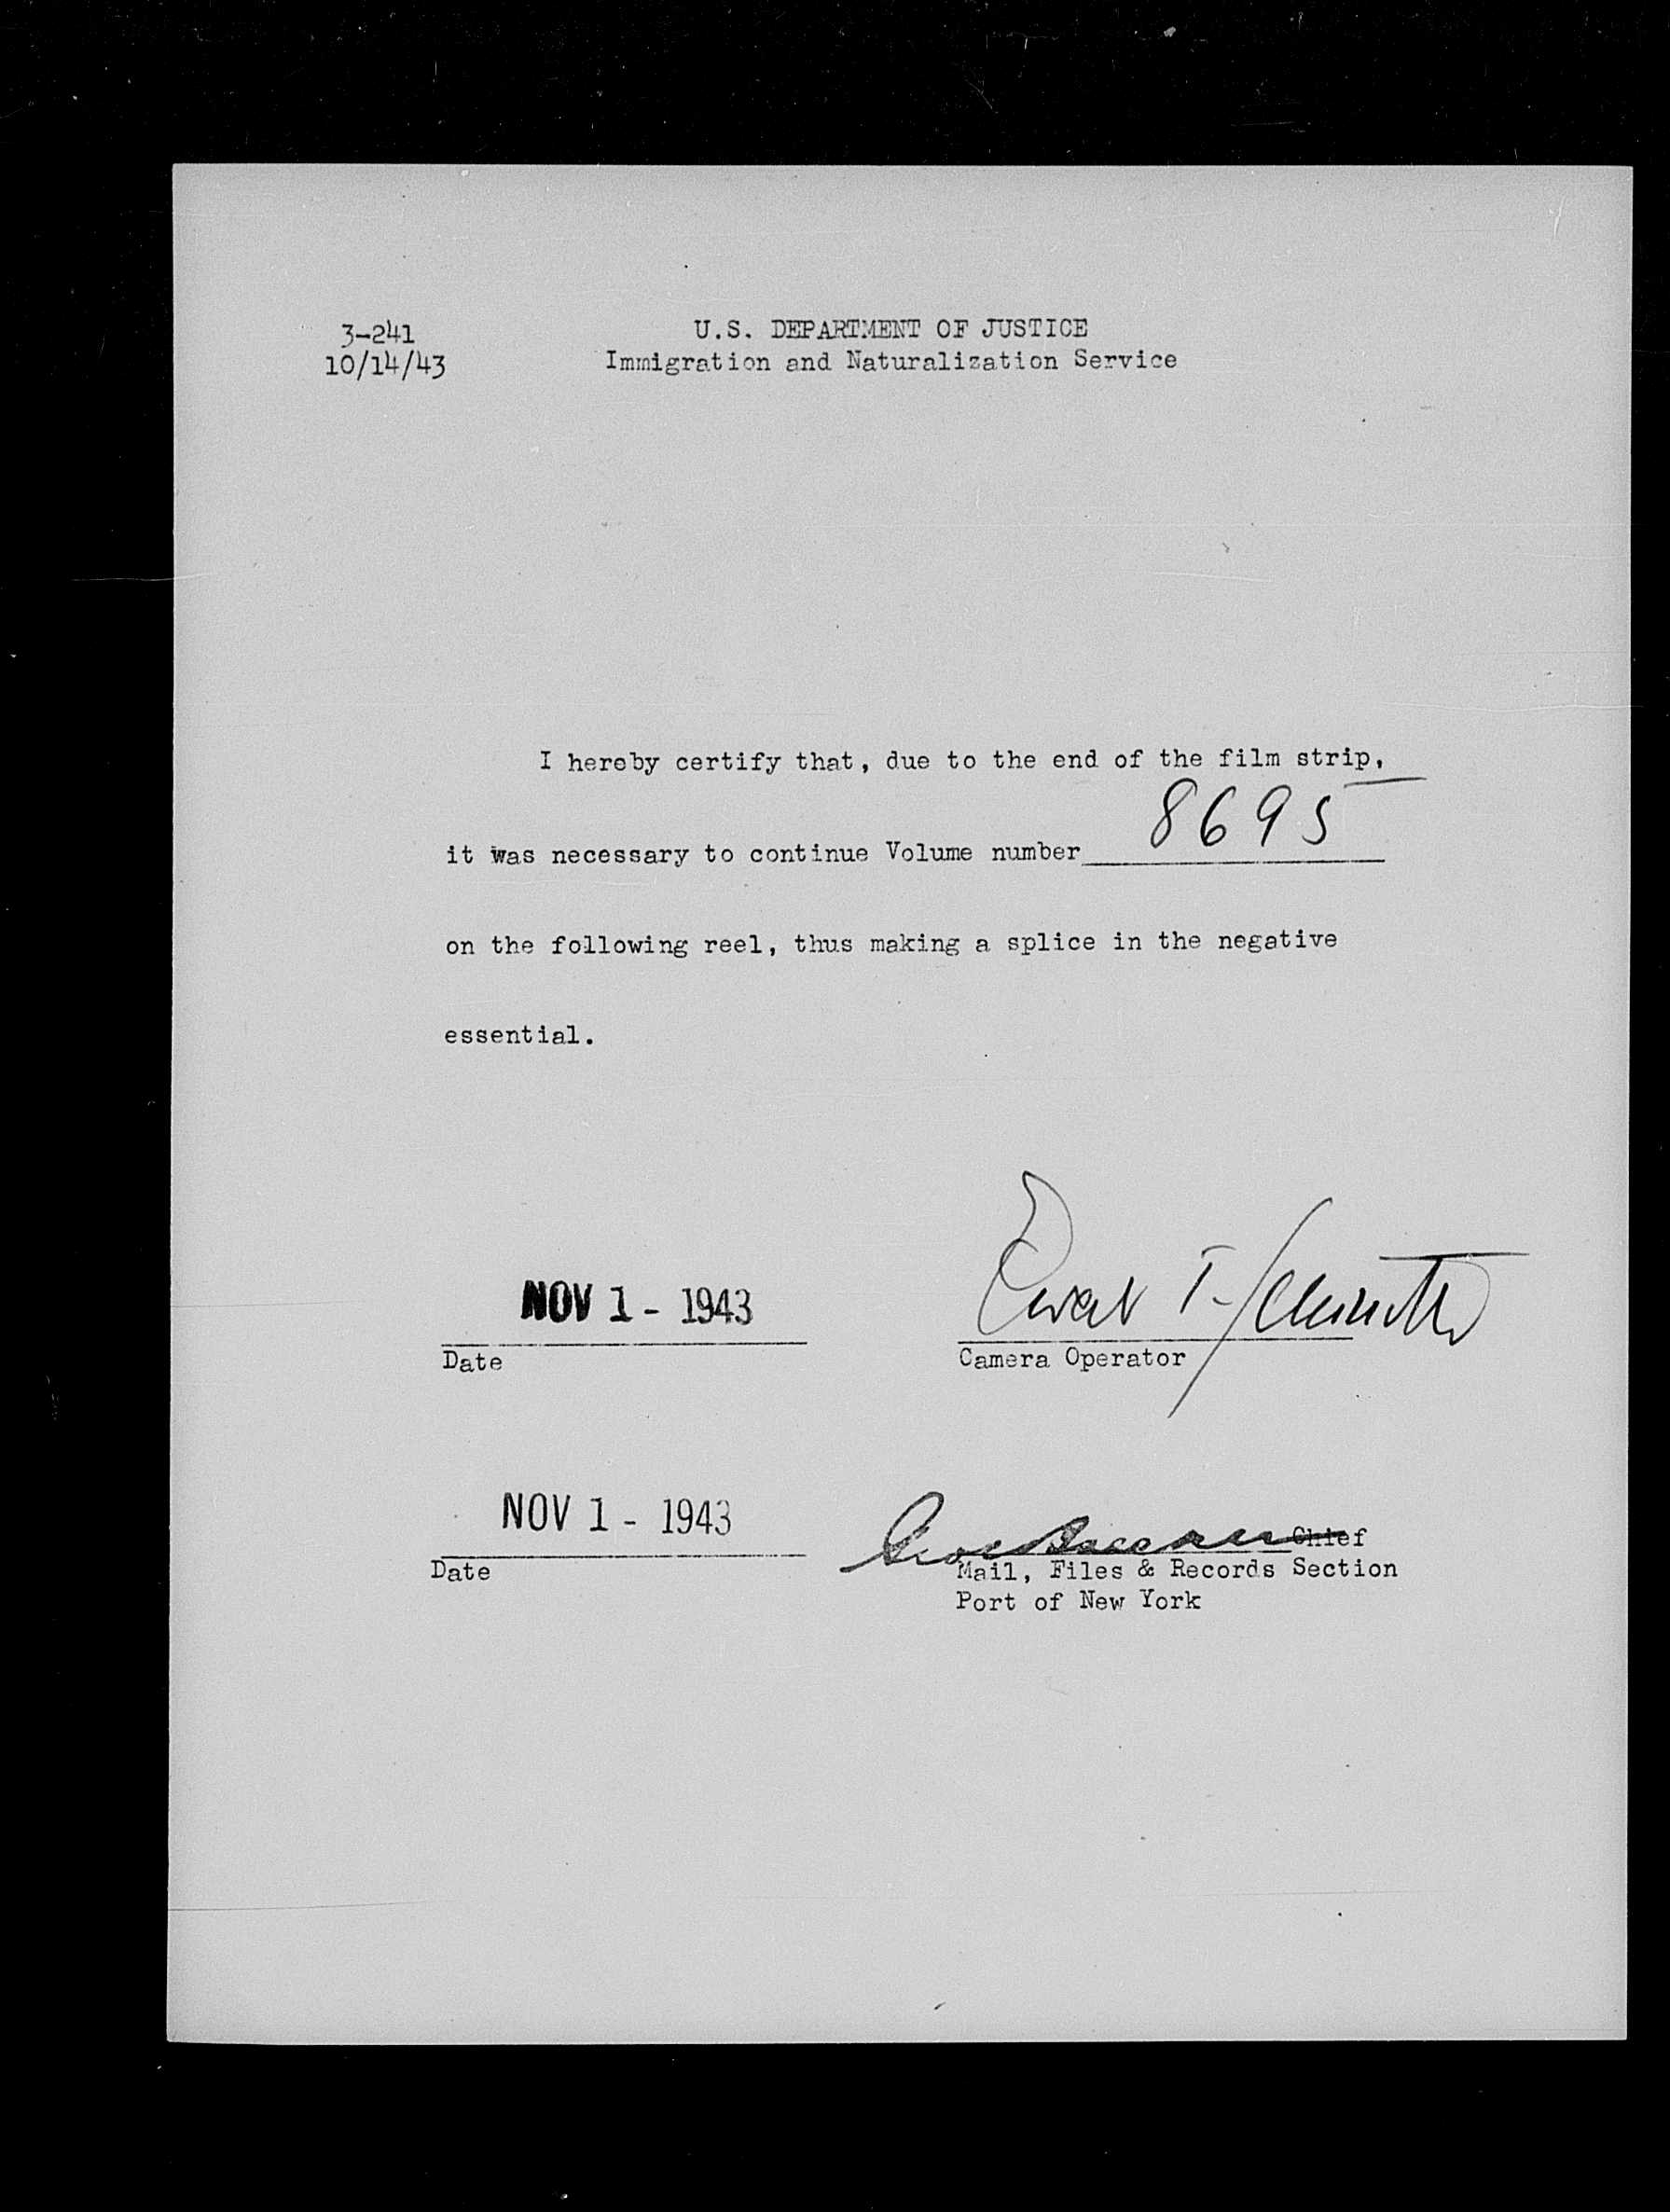 3-241
10/14/43
U.S. DEPARTMENT OF JUSTICE
Immigration and Naturalization Service
I hereby certify that, due to the end of the film strip,
it was necessary to continue Volume number 8695
on the following reel, thus making a splice in the negative
essential.
NOV 1 - 1943
Date
Camera Operator
NOV 1 - 1943
Date
Chief
Mail, Files & Records Section
Port of New York